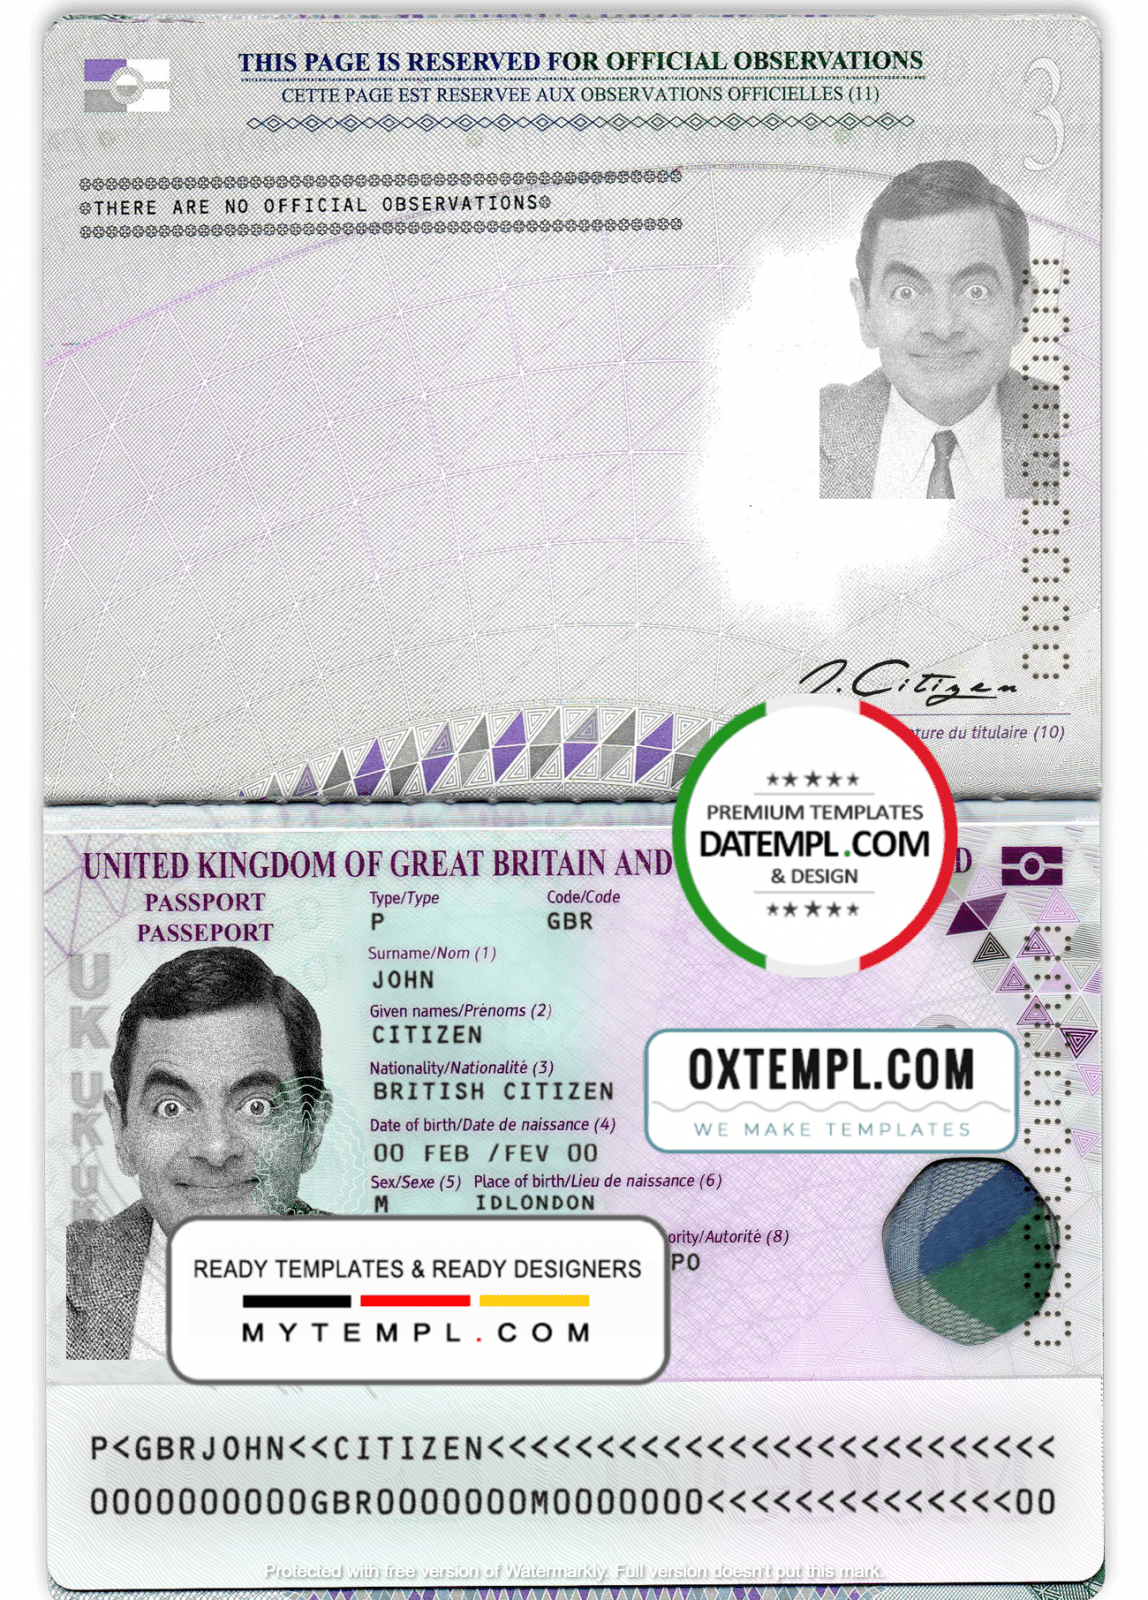 THIS PAGE IS RESERVED FOR OFFICIAL OBSERVATIONS
CETTE PAGE EST RESERVEE AUX OBSERVATIONS OFFICIELLES (11)
3
THERE ARE NO OFFICIAL OBSERVATIONS
J. Citizen
ture du titulaire (10)
PREMIUM TEMPLATES
DATEMPL.COM
& DESIGN
UNITED KINGDOM OF GREAT BRITAIN AND D
PASSPORT
PASSEPORT
Type/Type Code/Code
P GBR
Surname/Nom (1)
JOHN
Given names/Prénoms (2)
CITIZEN
Nationality/Nationalité (3)
BRITISH CITIZEN
Date of birth/Date de naissance (4)
00 FEB /FEV 00
Sex/Sexe (5) Place of birth/Lieu de naissance (6)
M IDLONDON
ority/Autorité (8)
PO
UK UK UK
OXTEMPL.COM
WE MAKE TEMPLATES
READY TEMPLATES & READY DESIGNERS
MYTEMPL.COM
P<GBRJOHN<<CITIZEN<<<<<<<<<<<<<<<<<<<<<<<<<<
0000000000GBR0000000M0000000<<<<<<<<<<<<<<00
Protected with free version of Watermarkly. Full version doesn't put this mark.